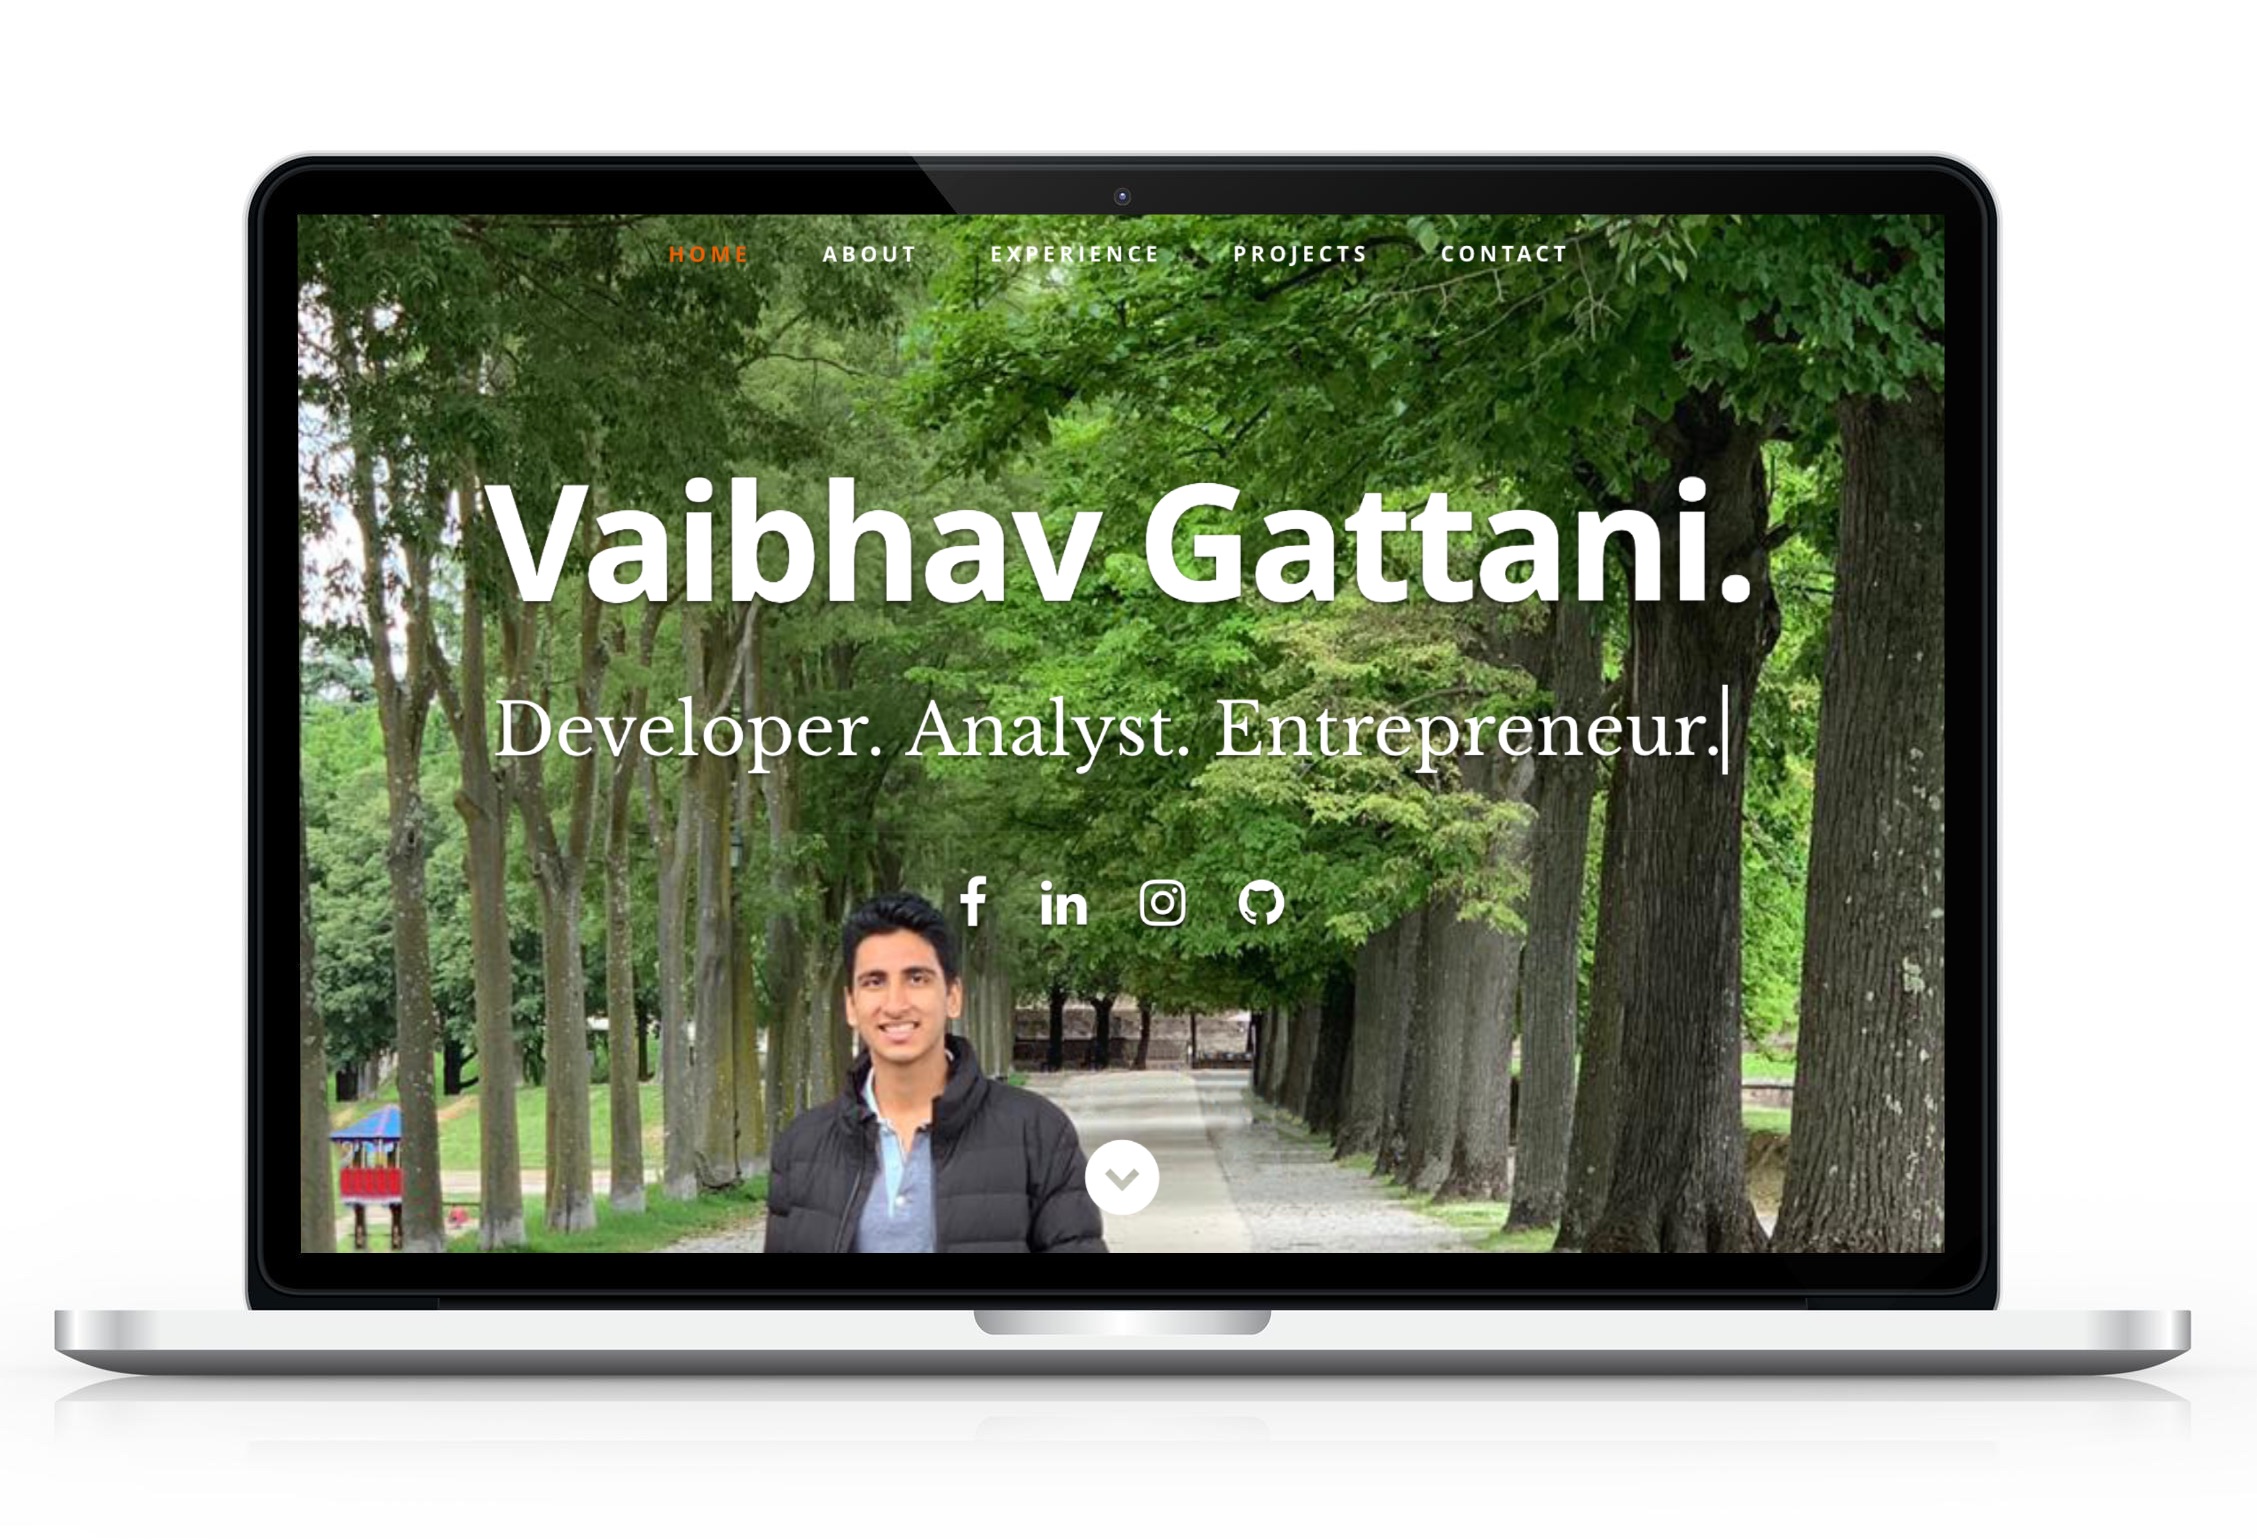 HOME ABOUT EXPERIENCE PROJECTS CONTACT
Vaibhav Gattani.
Developer. Analyst. Entrepreneur.